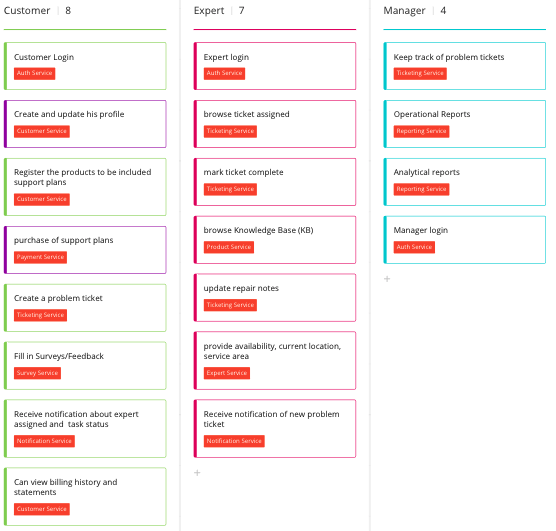 Customer 8
Customer Login
Auth Service
Create and update his profile
Customer Service
Register the products to be included
support plans
Customer Service
purchase of support plans
Payment Service
Create a problem ticket
Ticketing Service
Fill in Surveys/Feedback
Survey Service
Receive notification about expert
assigned and task status
Notification Service
Can view billing history and
statements
Customer Service
Expert 7
Expert login
Auth Service
browse ticket assigned
Ticketing Service
mark ticket complete
Ticketing Service
browse Knowledge Base (KB)
Product Service
update repair notes
Ticketing Service
provide availability, current location,
service area
Expert Service
Receive notification of new problem
ticket
Notification Service
+
Manager 4
Keep track of problem tickets
Ticketing Service
Operational Reports
Reporting Service
Analytical reports
Reporting Service
Manager login
Auth Service
+